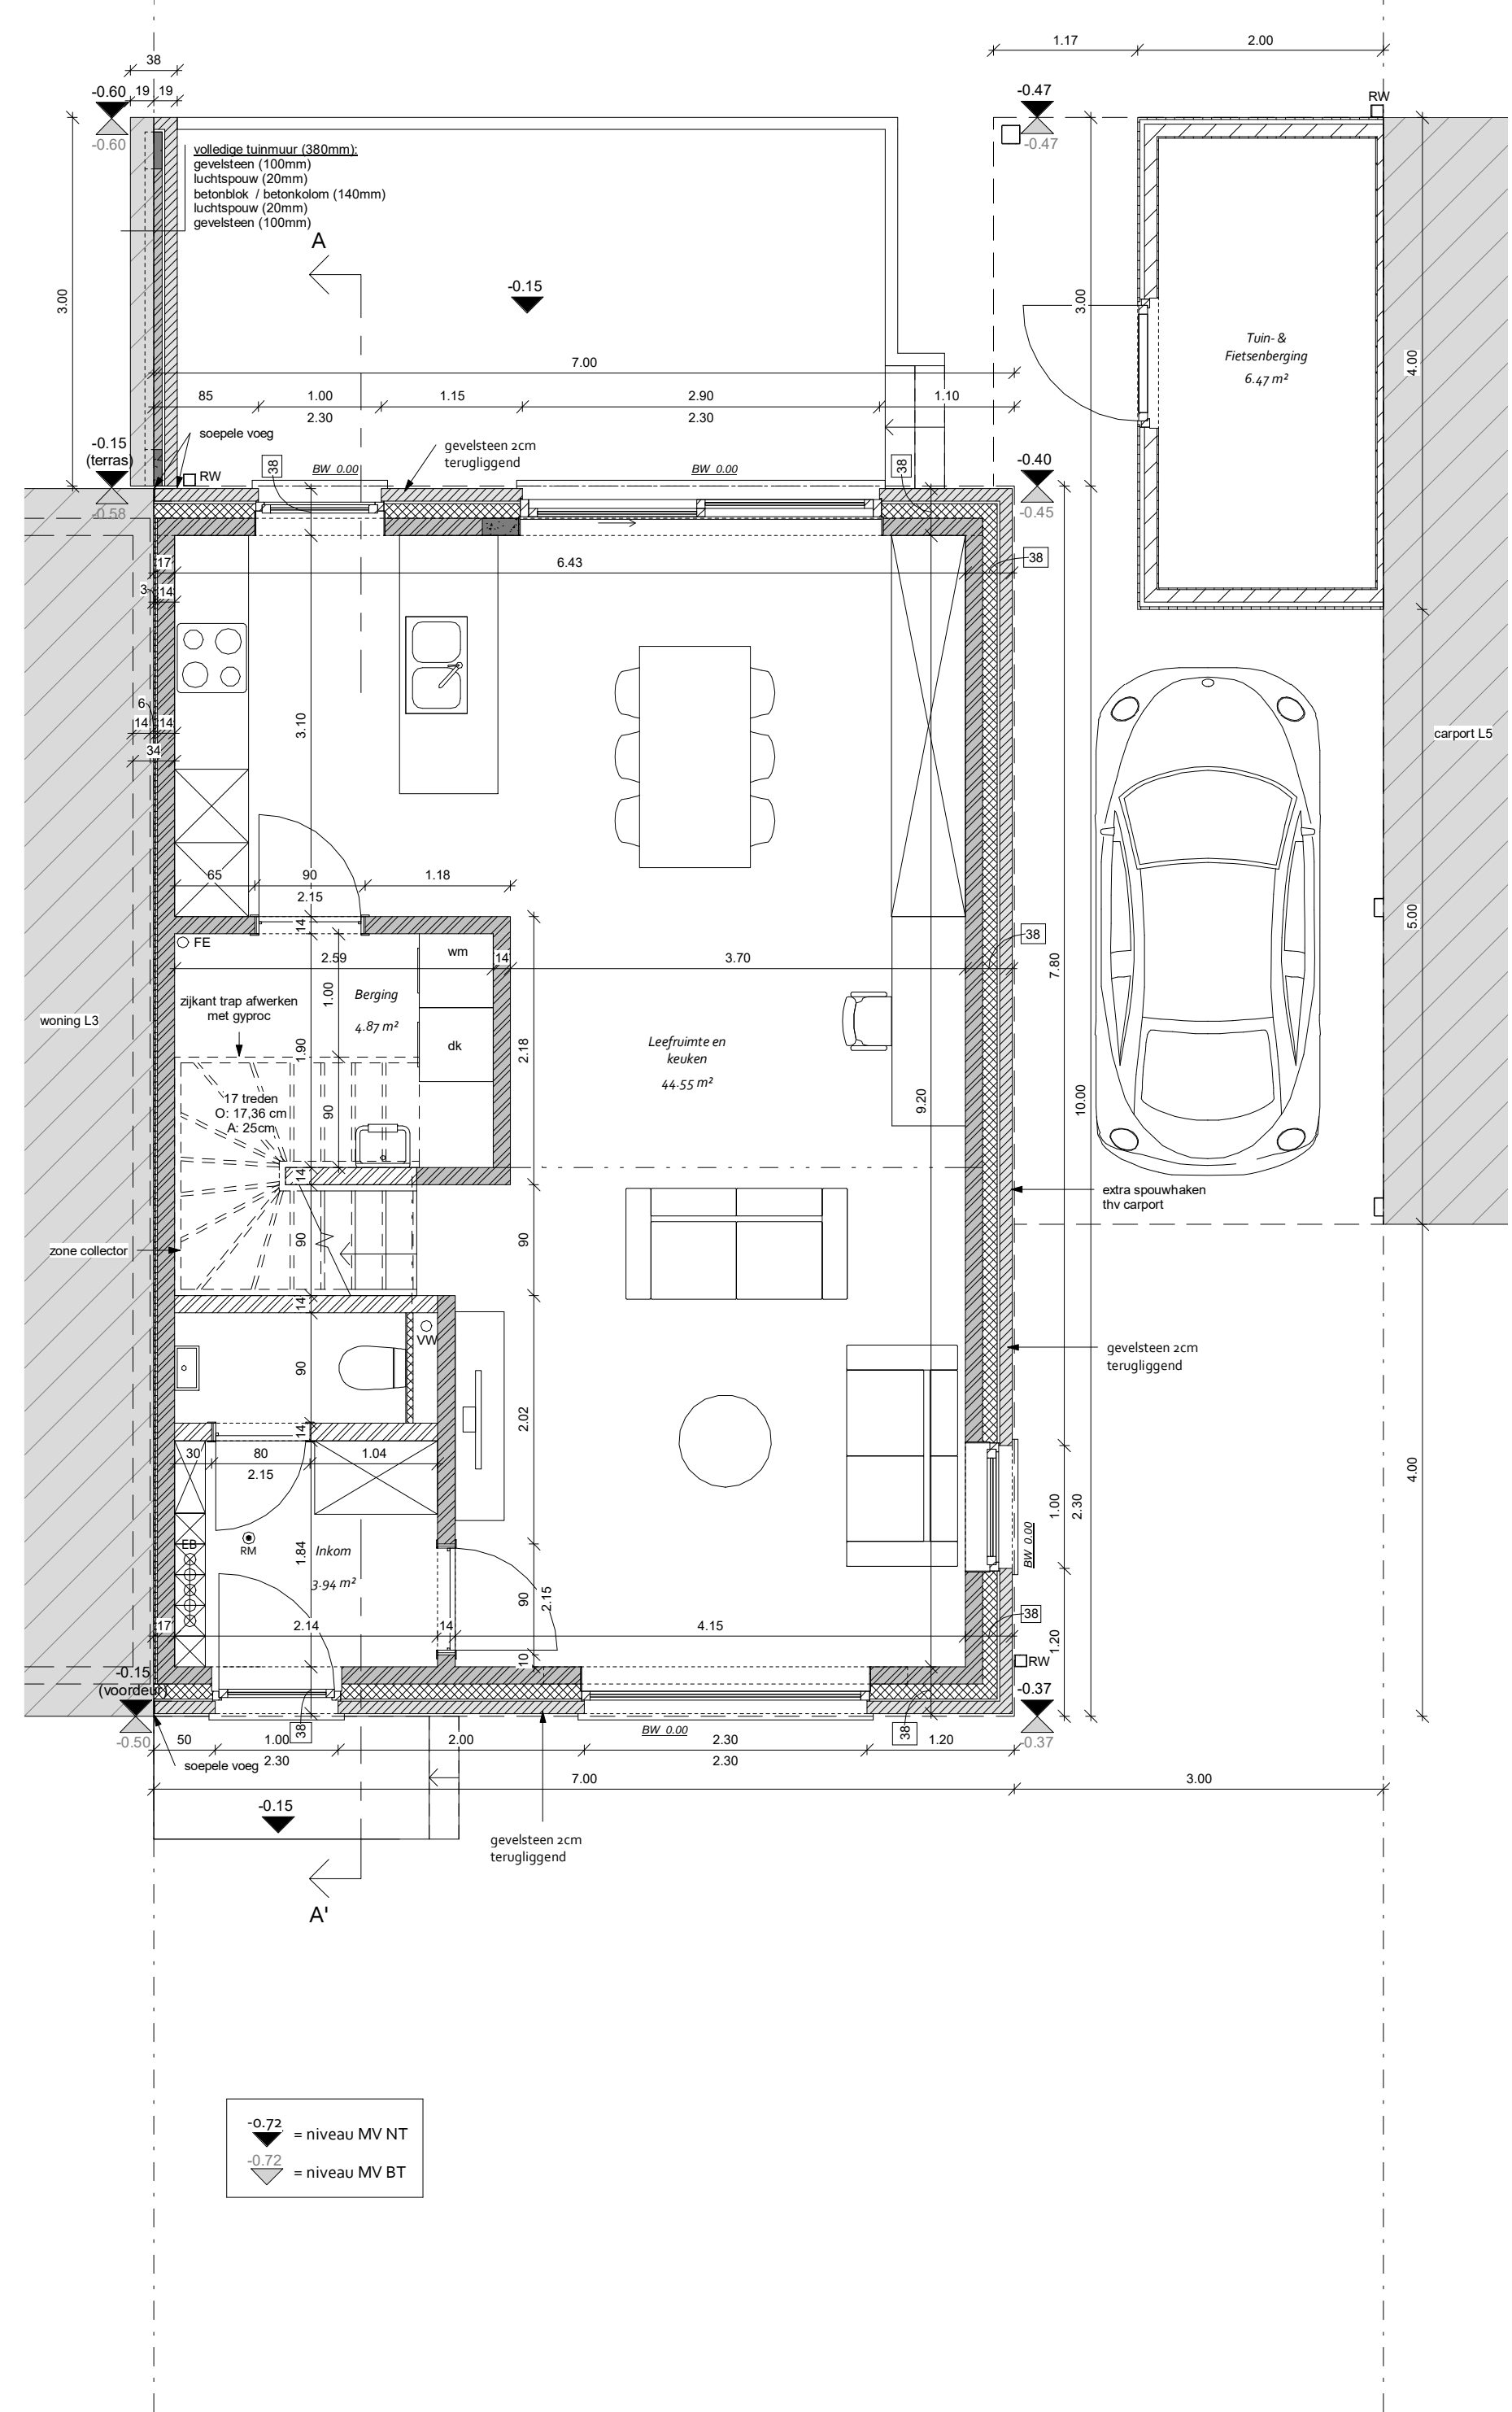 1.17
2.00
38
19
19
-0.60
-0.60
-0.47
-0.47
RW
volledige tuinmuur (380mm):
gevelsteen (100mm)
luchtspouw (20mm)
betonblok / betonkolom (140mm)
luchtspouw (20mm)
gevelsteen (100mm)
A
-0.15
3.00
3.00
Tuin- &
Fietsenberging
6.47 m²
4.00
7.00
85
1.00
1.15
2.90
1.10
2.30
2.30
soepele voeg
gevelsteen 2cm
terugliggend
-0.15
(terras)
-0.58
RW
38
BW 0.00
BW 0.00
38
-0.40
-0.45
17
6.43
38
3
14
6
14
14
34
3.10
carport L5
65
90
1.18
2.15
14
FE
wm
38
5.00
2.59
14
3.70
7.80
Berging
4.87 m²
1.00
zijkant trap afwerken
met gyproc
woning L3
1.90
dk
2.18
Leefruimte en
keuken
44.55 m²
17 treden
O: 17,36 cm
A: 25cm
90
9.20
10.00
14
extra spouwhaken
thv carport
zone collector
90
90
14
VW
gevelsteen 2cm
terugliggend
90
2.02
14
30
80
1.04
2.15
4.00
1.00
2.30
BW 0.00
EB
RM
1.84
Inkom
3.94 m²
90
2.15
38
17
2.14
14
4.15
1.20
10
RW
-0.15
(voordeur)
-0.50
-0.37
-0.37
38
BW 0.00
38
50
1.00
2.00
2.30
1.20
2.30
2.30
soepele voeg
7.00
3.00
-0.15
gevelsteen 2cm
terugliggend
A'
-0.72
= niveau MV NT
-0.72
= niveau MV BT